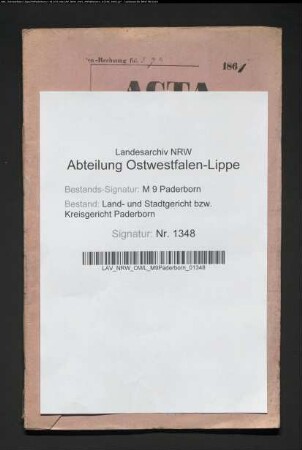 186
ACTA
Landesarchiv NRW
Abteilung Ostwestfalen-Lippe
Bestands-Signatur: M 9 Paderborn
Bestand: Land- und Stadtgericht bzw.
Kreisgericht Paderborn
Signatur: Nr. 1348
LAV_NRW_OWL_M9Paderborn_01348